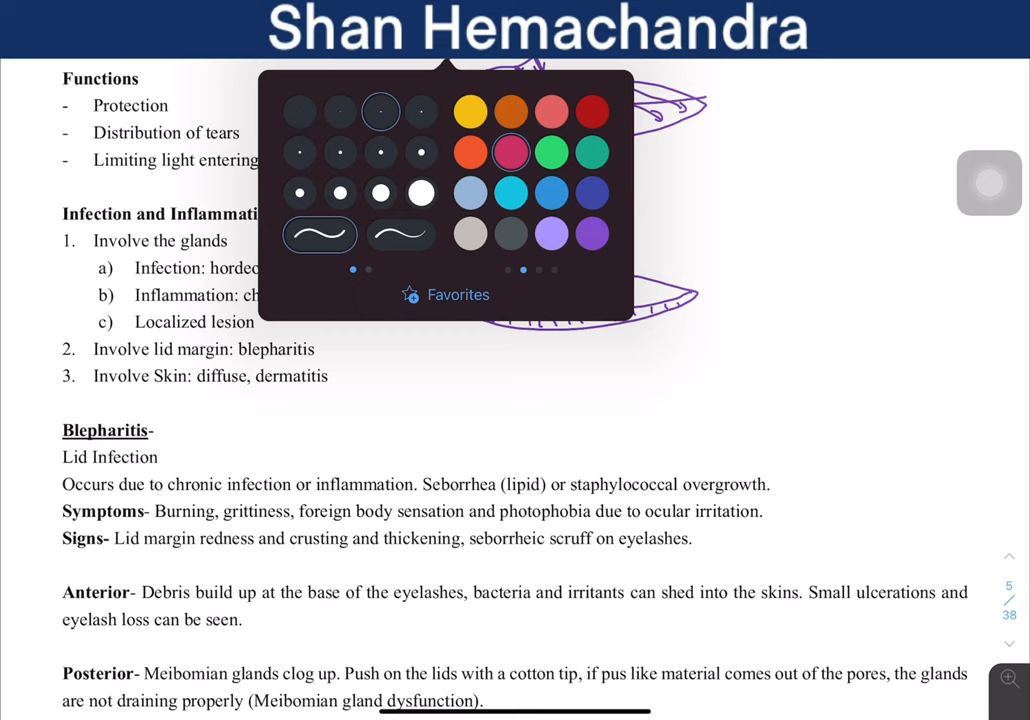 Shan Hemachandra
Functions
- Protection
- Distribution of tears
- Limiting light entering
Infection and Inflammati
1. Involve the glands
a) Infection: hordeo
b) Inflammation: ch
c) Localized lesion
Favorites
2. Involve lid margin: blepharitis
3. Involve Skin: diffuse, dermatitis
Blepharitis-
Lid Infection
Occurs due to chronic infection or inflammation. Seborrhea (lipid) or staphylococcal overgrowth.
Symptoms- Burning, grittiness, foreign body sensation and photophobia due to ocular irritation.
Signs- Lid margin redness and crusting and thickening, seborrheic scruff on eyelashes.
5
/
38
Anterior- Debris build up at the base of the eyelashes, bacteria and irritants can shed into the skins. Small ulcerations and
eyelash loss can be seen.
Posterior- Meibomian glands clog up. Push on the lids with a cotton tip, if pus like material comes out of the pores, the glands
are not draining properly (Meibomian gland dysfunction).